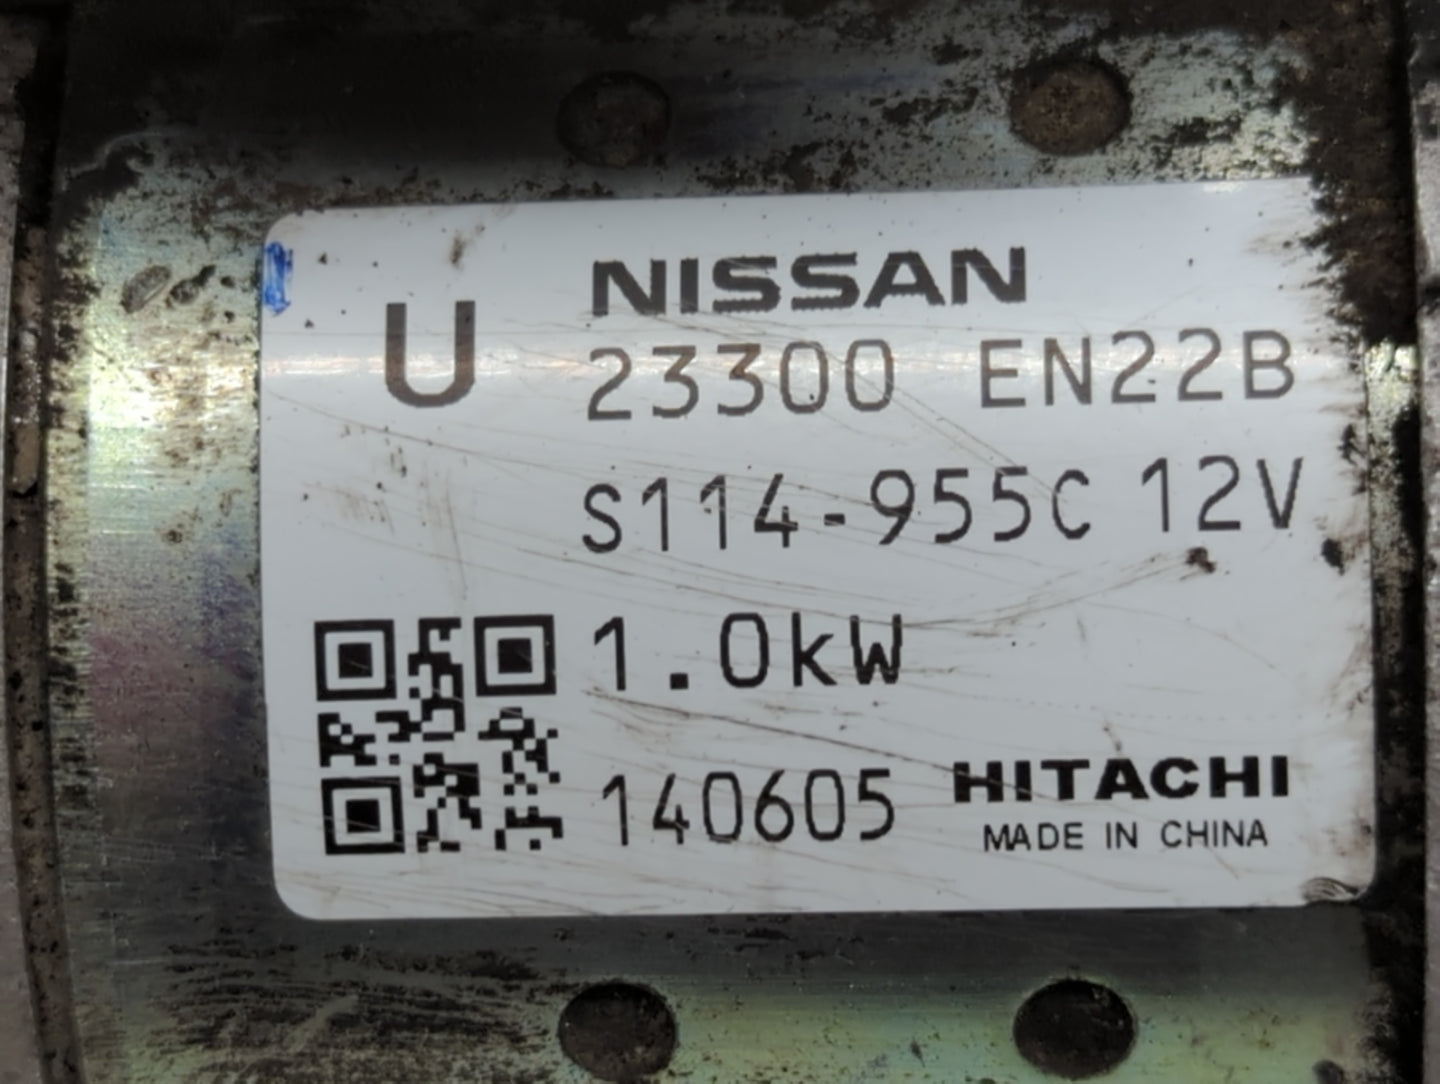 U
NISSAN
23300 EN22B
S114-955C 12V
1.0kW
140605
HITACHI
MADE IN CHINA